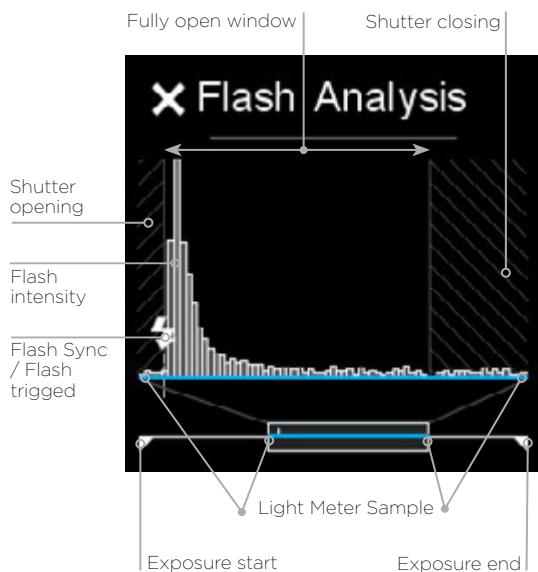 Fully open window
Shutter closing
Flash Analysis
Shutter
opening
Flash
intensity
Flash Sync
/ Flash
trigged
Light Meter Sample
Exposure start
Exposure end